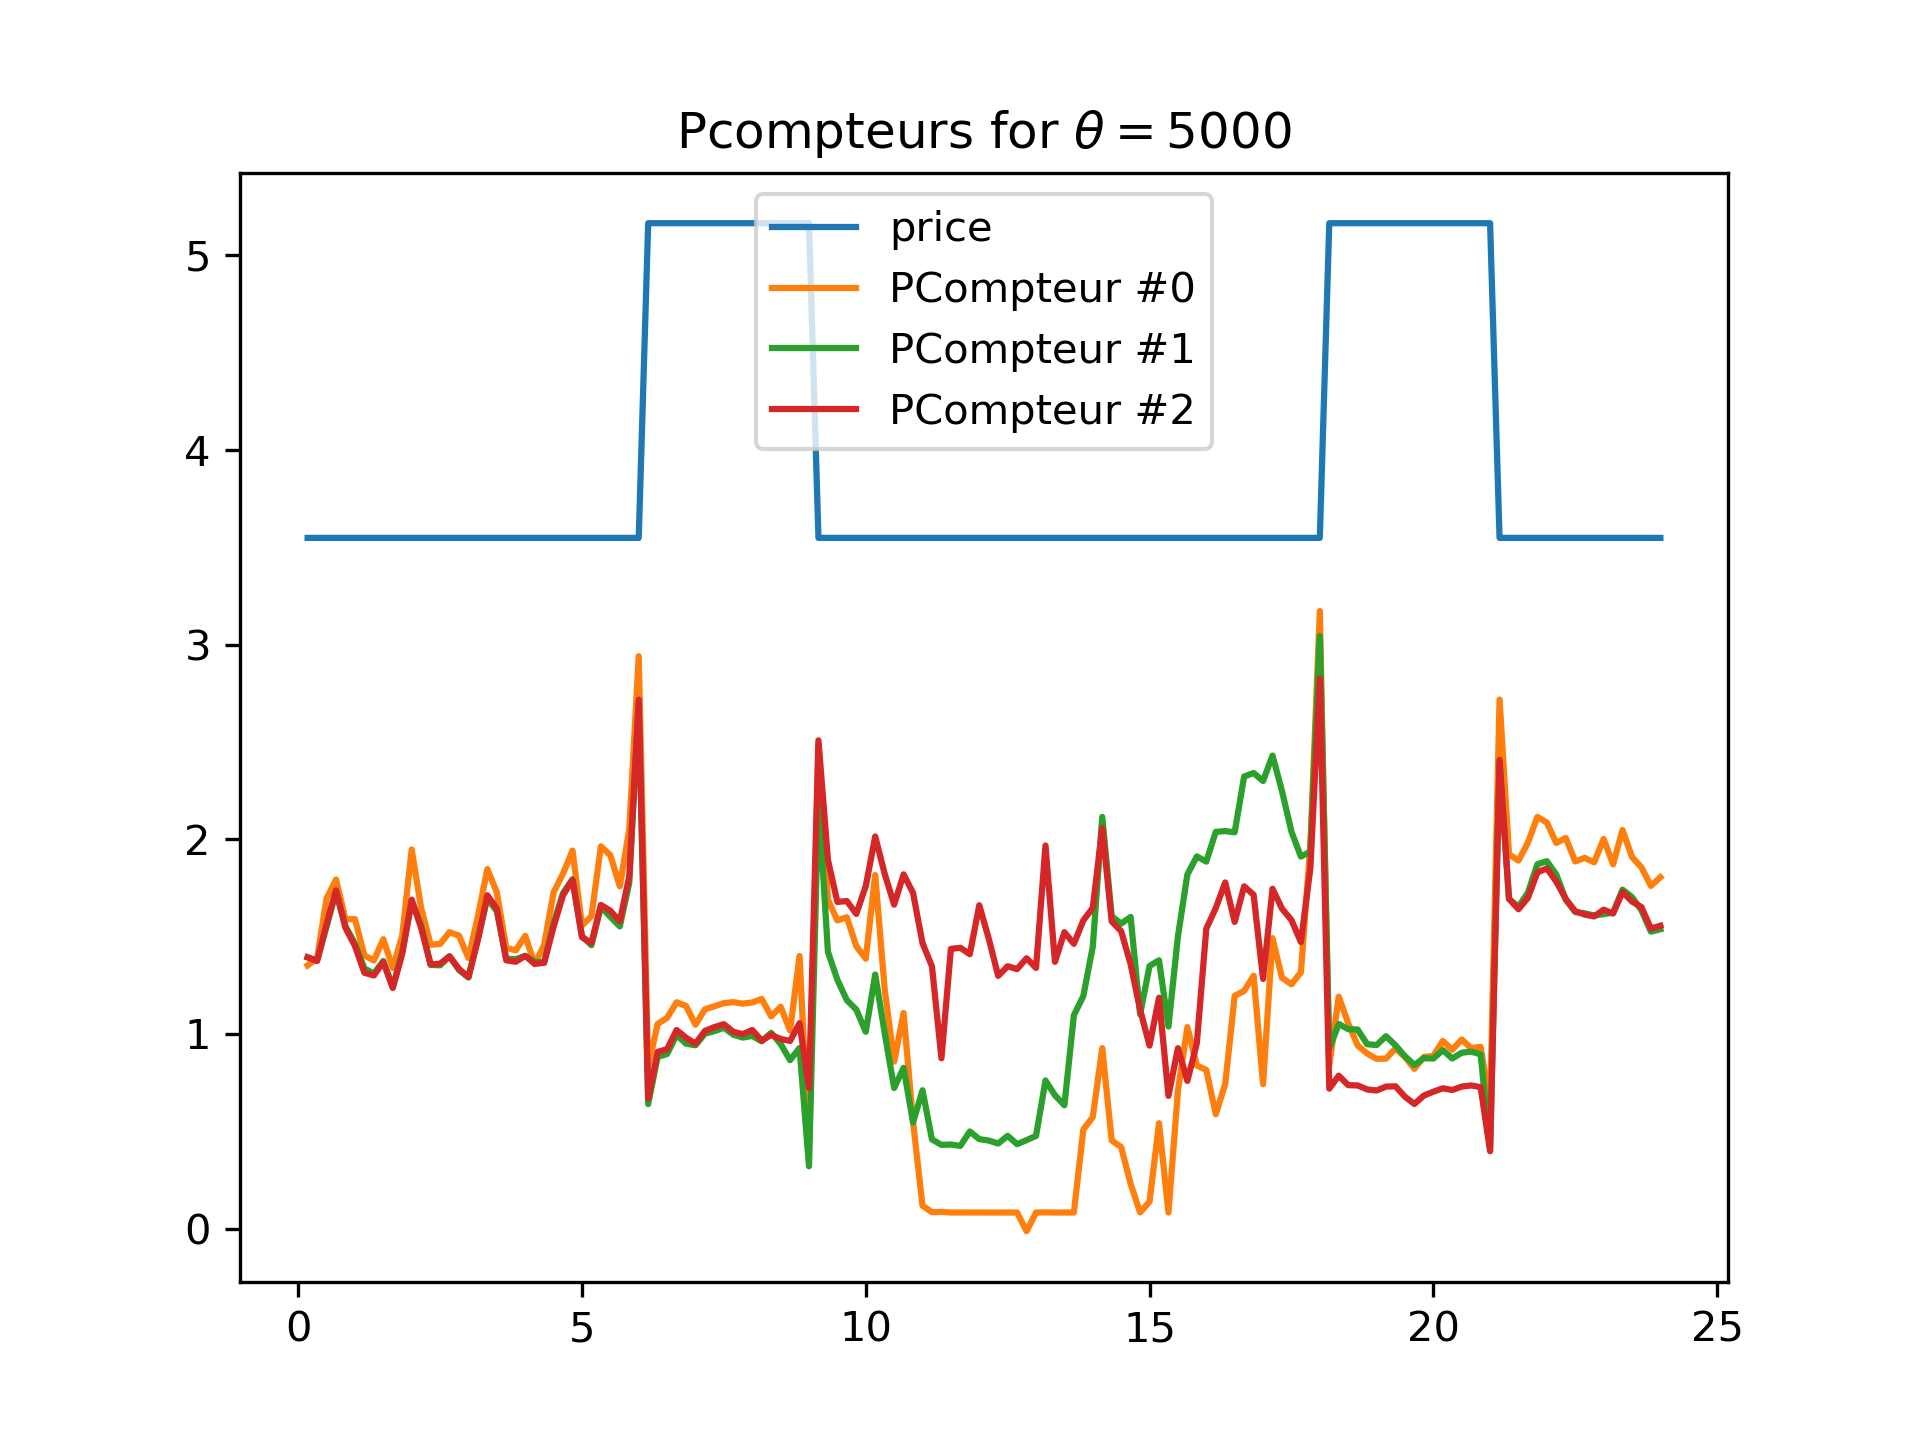 Pcompteurs for θ = 5000
price
PCompteur #0
PCompteur #1
PCompteur #2
5
4
3
2
1
0
0 5 10 15 20 25